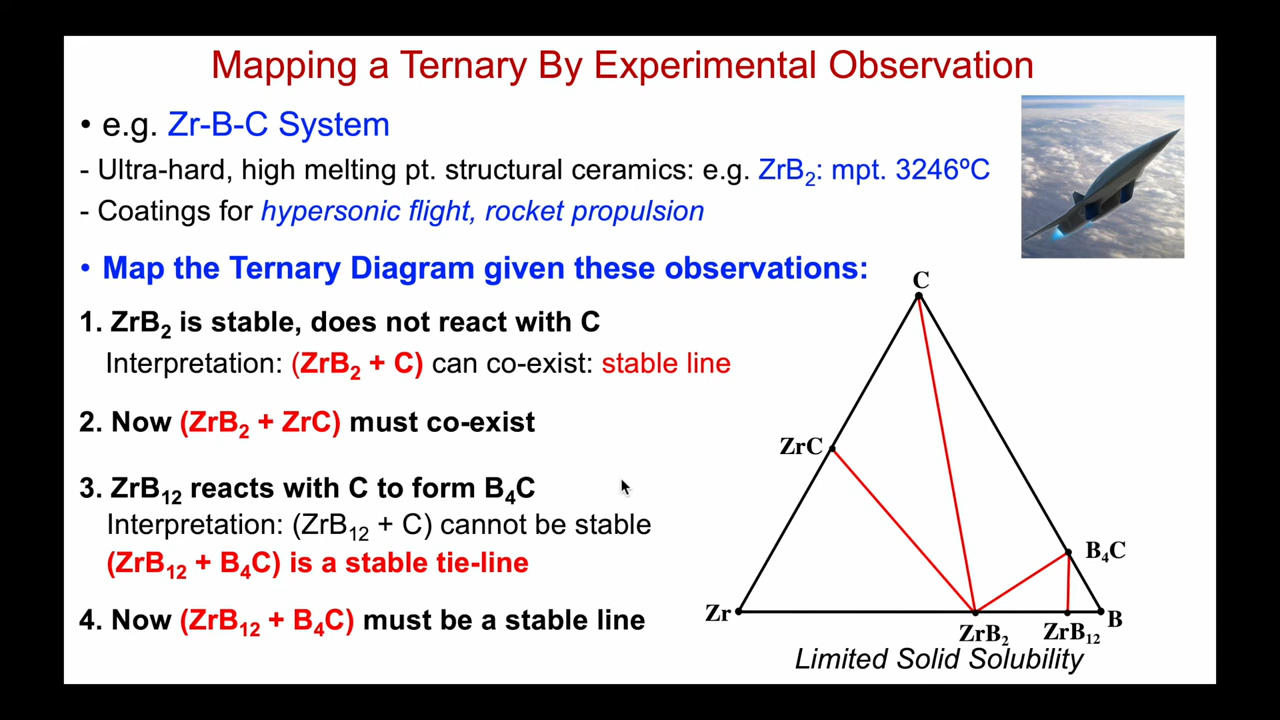 Mapping a Ternary By Experimental Observation
• e.g. Zr-B-C System
- Ultra-hard, high melting pt. structural ceramics: e.g. ZrB₂: mpt. 3246ºC
- Coatings for hypersonic flight, rocket propulsion
• Map the Ternary Diagram given these observations:
1. ZrB₂ is stable, does not react with C
Interpretation: (ZrB₂ + C) can co-exist: stable line
2. Now (ZrB₂ + ZrC) must co-exist
3. ZrB₁₂ reacts with C to form B₄C
Interpretation: (ZrB₁₂ + C) cannot be stable
(ZrB₁₂ + B₄C) is a stable tie-line
4. Now (ZrB₁₂ + B₄C) must be a stable line
C
ZrC
B₄C
Zr
B
ZrB₂
ZrB₁₂
Limited Solid Solubility